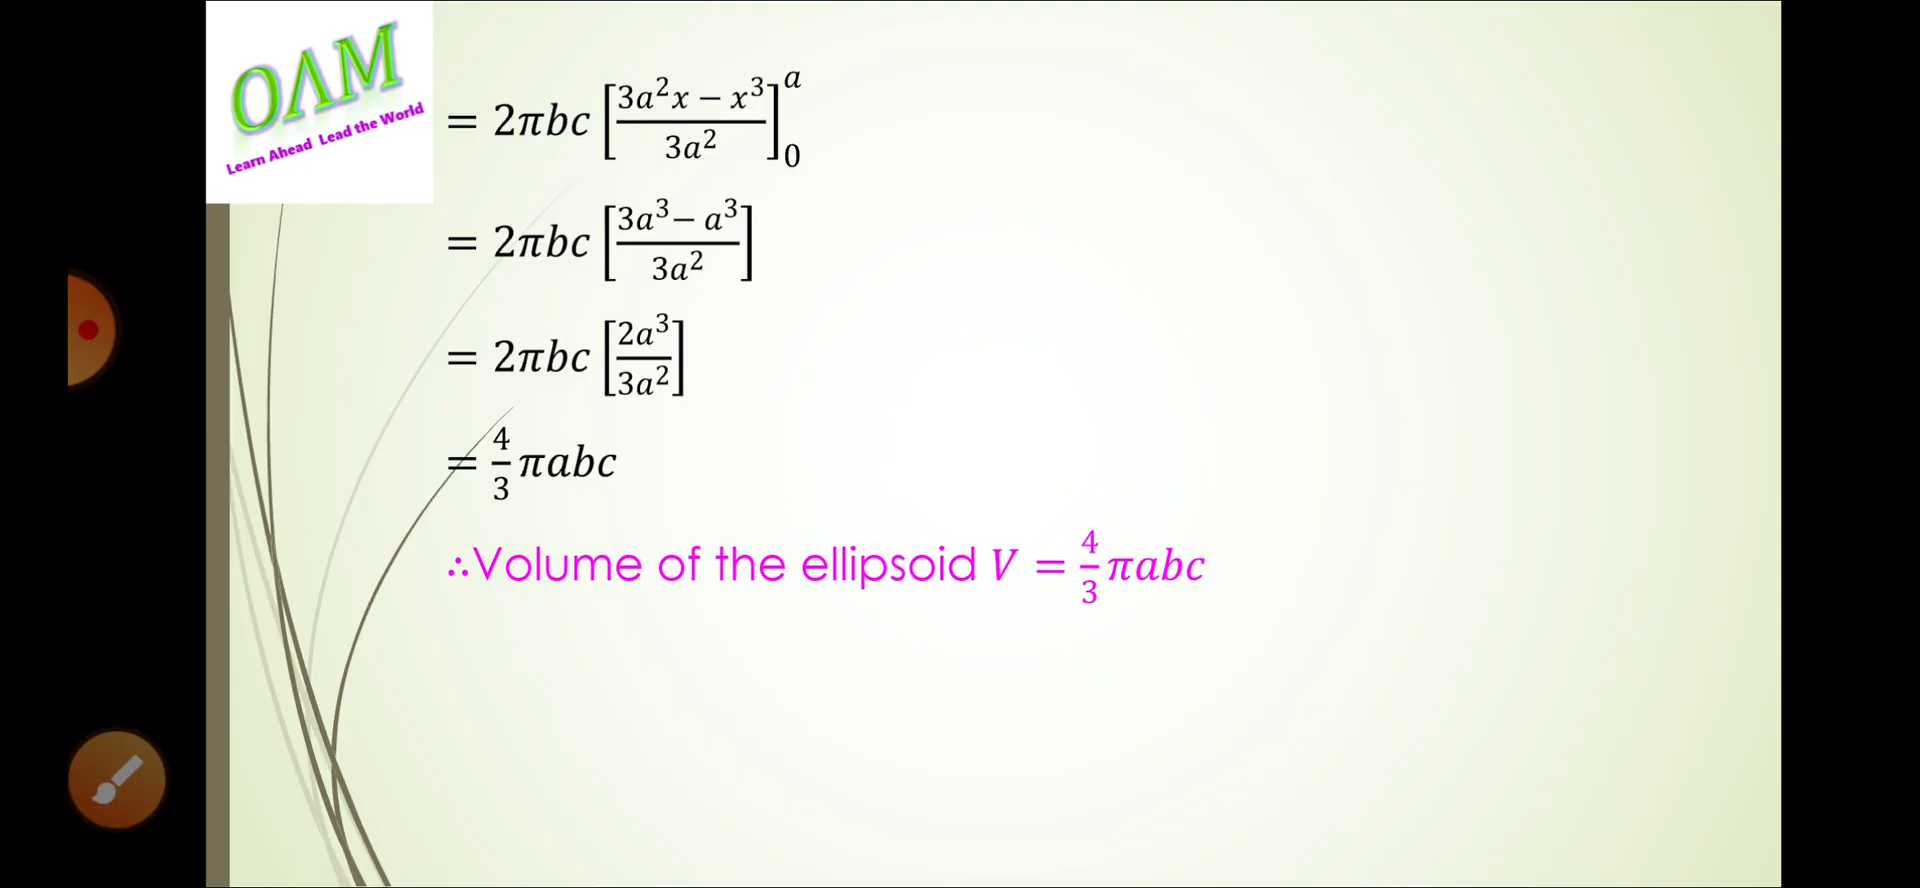 OΛM
Learn Ahead Lead the World
= 2πbc [(3a²x − x³)/(3a²)]₀ᵃ
= 2πbc [(3a³ − a³)/(3a²)]
= 2πbc [2a³/3a²]
= 4/3 πabc
∴Volume of the ellipsoid V = 4/3 πabc